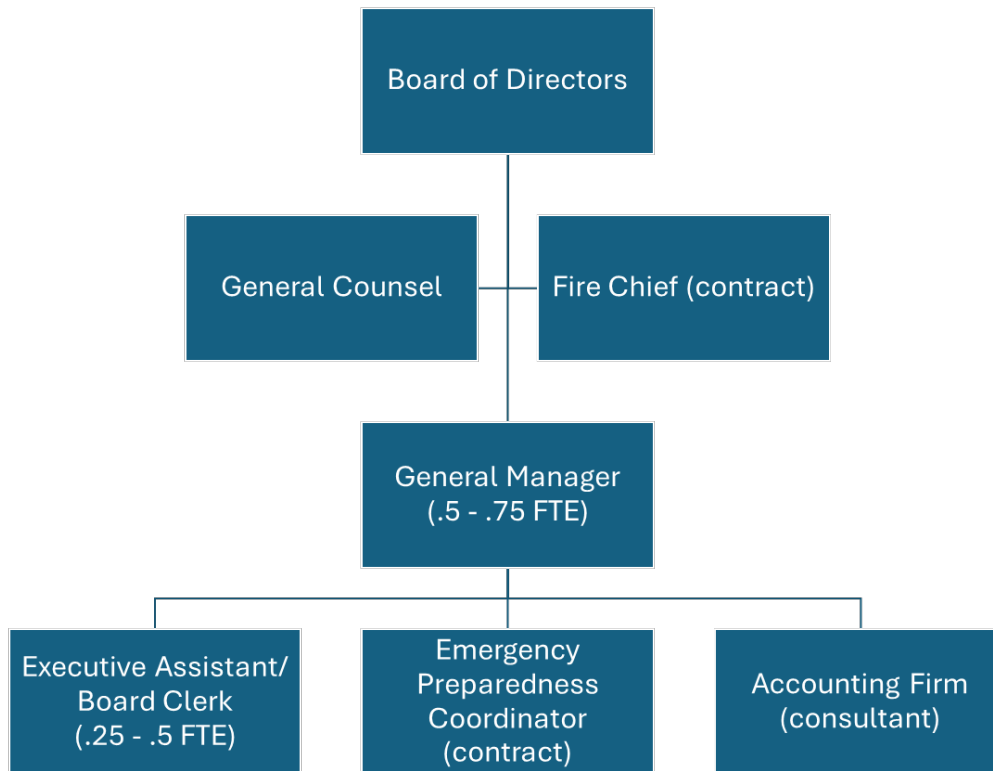 Board of Directors
General Counsel
Fire Chief (contract)
General Manager
(.5 - .75 FTE)
Executive Assistant/
Board Clerk
(.25 - .5 FTE)
Emergency
Preparedness
Coordinator
(contract)
Accounting Firm
(consultant)